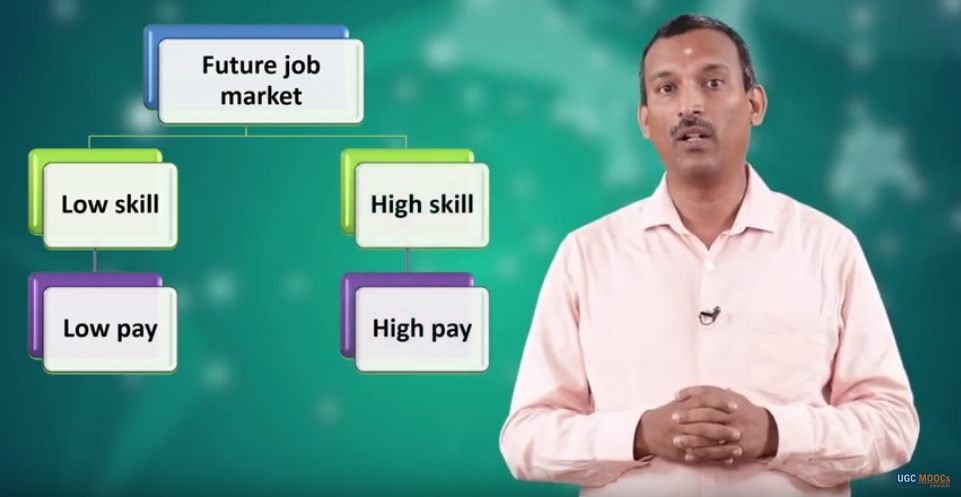 Future job
market
Low skill
High skill
Low pay
High pay
UGC MOOCs